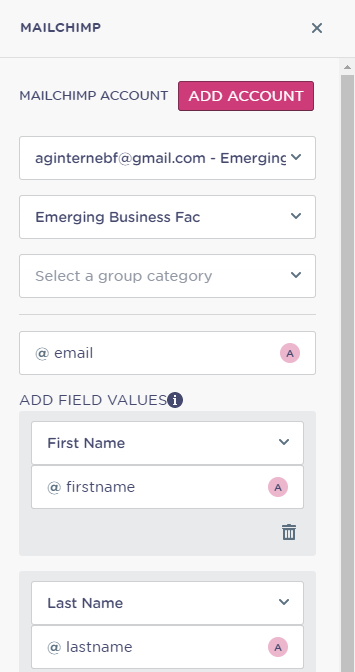 MAILCHIMP
MAILCHIMP ACCOUNT ADD ACCOUNT
aginternebf@gmail.com - Emerging
Emerging Business Fac
Select a group category
@ email A
ADD FIELD VALUES
First Name
@ firstname A
Last Name
@ lastname A